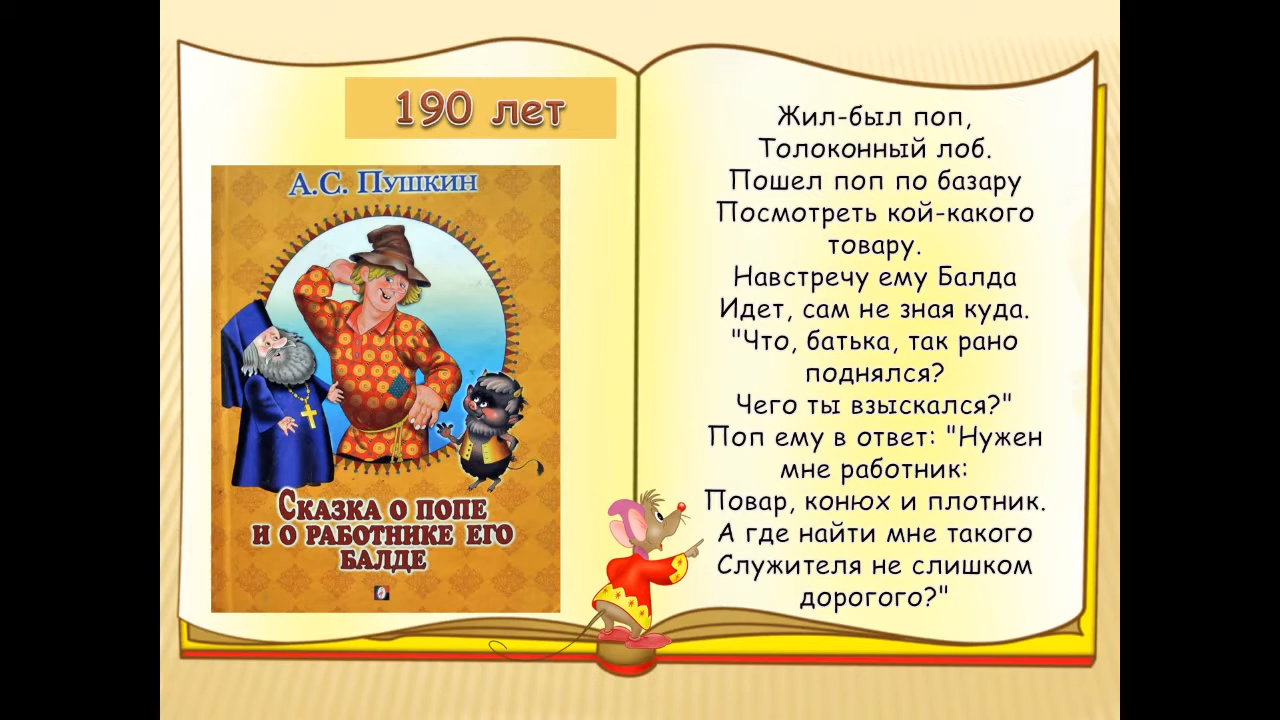 190 лет
А.С. Пушкин
Сказка о попе
и о работнике его
Балде
Жил-был поп,
Толоконный лоб.
Пошел поп по базару
Посмотреть кой-какого
товару.
Навстречу ему Балда
Идет, сам не зная куда.
"Что, батька, так рано
поднялся?
Чего ты взыскался?"
Поп ему в ответ: "Нужен
мне работник:
Повар, конюх и плотник.
А где найти мне такого
Служителя не слишком
дорогого?"